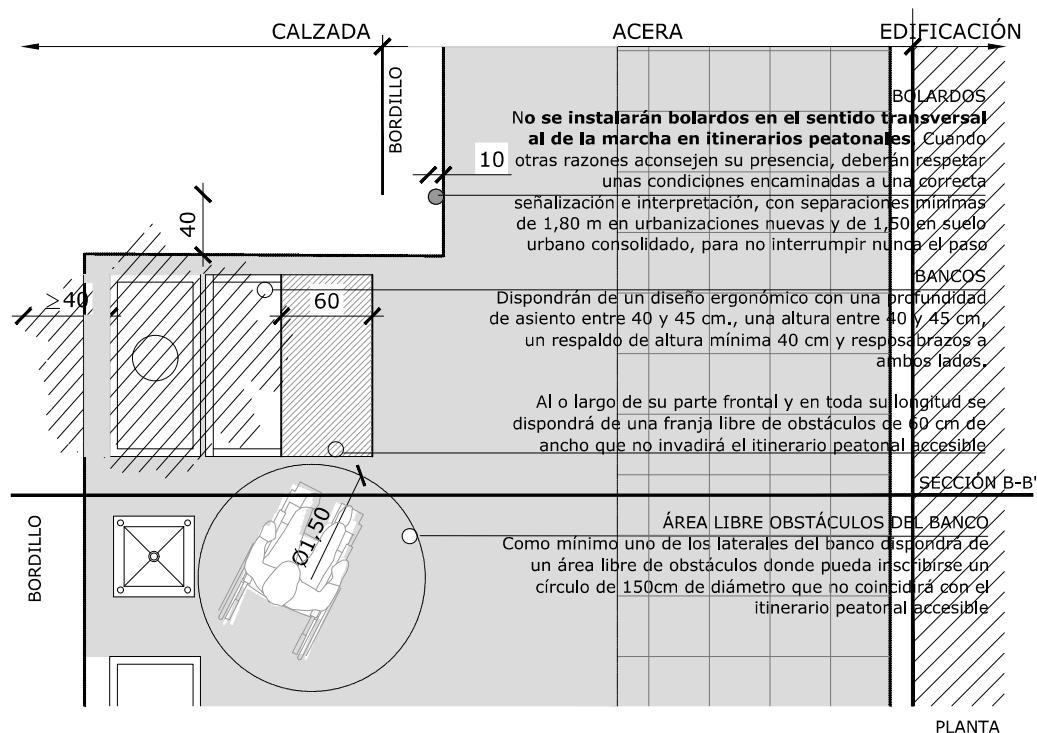 CALZADA
ACERA
EDIFICACIÓN
BORDILLO
BOLARDOS
No se instalarán bolardos en el sentido transversal
al de la marcha en itinerarios peatonales. Cuando
otras razones aconsejen su presencia, deberán respetar
unas condiciones encaminadas a una correcta
señalización e interpretación, con separaciones mínimas
de 1,80 m en urbanizaciones nuevas y de 1,50 en suelo
urbano consolidado, para no interrumpir nunca el paso
10
40
BANCOS
Dispondrán de un diseño ergonómico con una profundidad
de asiento entre 40 y 45 cm., una altura entre 40 y 45 cm,
un respaldo de altura mínima 40 cm y resposabrazos a
ambos lados.
≥40
60
Al o largo de su parte frontal y en toda su longitud se
dispondrá de una franja libre de obstáculos de 60 cm de
ancho que no invadirá el itinerario peatonal accesible
SECCIÓN B-B'
ÁREA LIBRE OBSTÁCULOS DEL BANCO
Como mínimo uno de los laterales del banco dispondrá de
un área libre de obstáculos donde pueda inscribirse un
círculo de 150cm de diámetro que no coincidirá con el
itinerario peatonal accesible
Ø1,50
BORDILLO
PLANTA